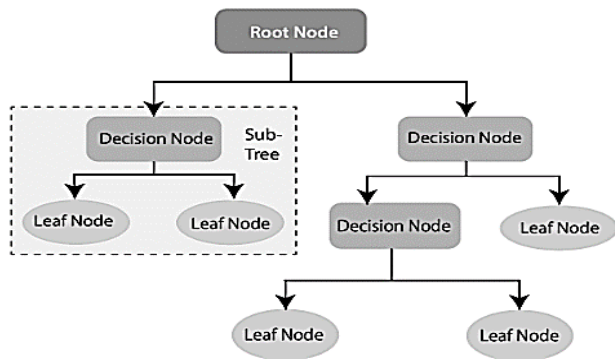 Root Node
Decision Node
Sub-
Tree
Decision Node
Leaf Node
Leaf Node
Decision Node
Leaf Node
Leaf Node
Leaf Node